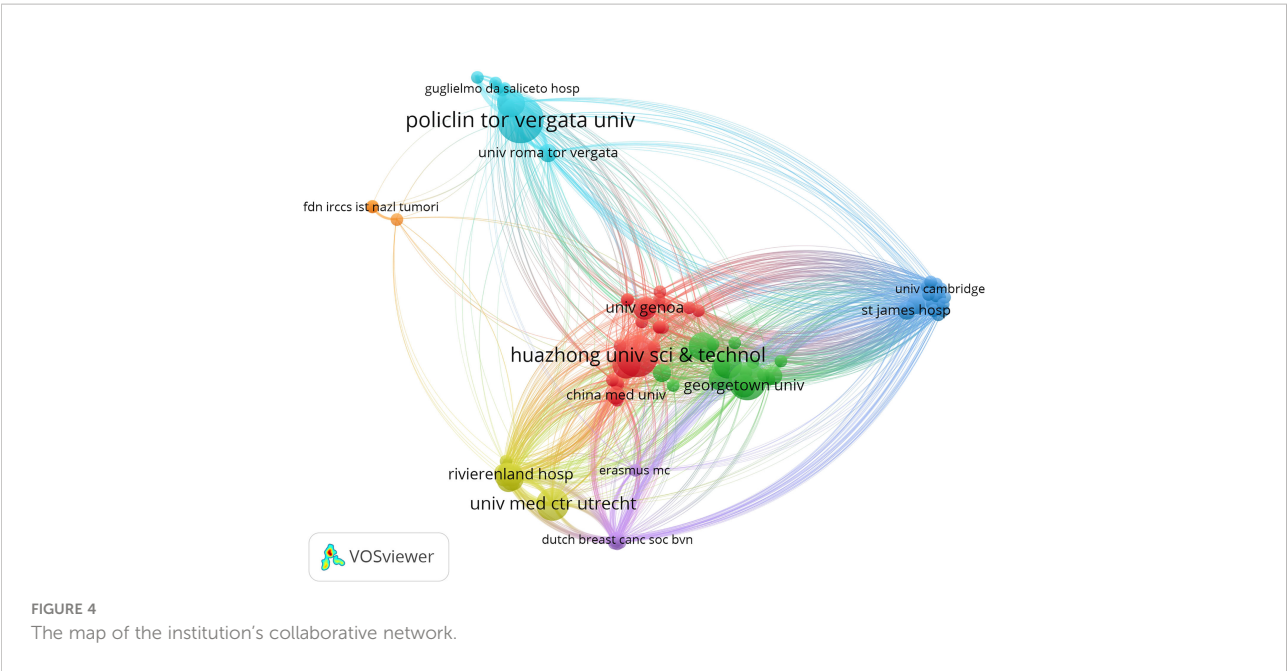 guglielmo da saliceto hosp
policlin tor vergata univ
univ roma tor vergata
fdn irccs ist nazl tumori
univ cambridge
univ genoa
st james hosp
huazhong univ sci & technol
georgetown univ
china med univ
rivierenland hosp
erasmus mc
univ med ctr utrecht
dutch breast canc soc bvn
VOSviewer
FIGURE 4
The map of the institution’s collaborative network.